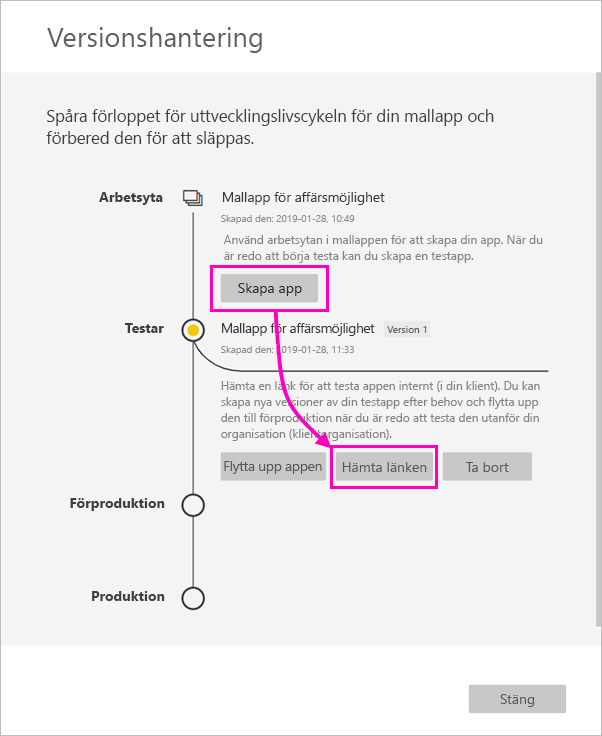 Versionshantering
Spåra förloppet för uttvecklingslivscykeln för din mallapp och
förbered den för att släppas.
Arbetsyta
Mallapp för affärsmöjlighet
Skapad den: 2019-01-28, 10:49
Använd arbetsytan i mallappen för att skapa din app. När du
är redo att börja testa kan du skapa en testapp.
Skapa app
Testar
Mallapp för affärsmöjlighet Version 1
Skapad den: 2019-01-28, 11:33
Hämta en länk för att testa appen internt (i din klient). Du kan
skapa nya versioner av din testapp efter behov och flytta upp
den till förproduktion när du är redo att testa den utanför din
organisation (klientorganisation).
Flytta upp appen
Hämta länken
Ta bort
Förproduktion
Produktion
Stäng